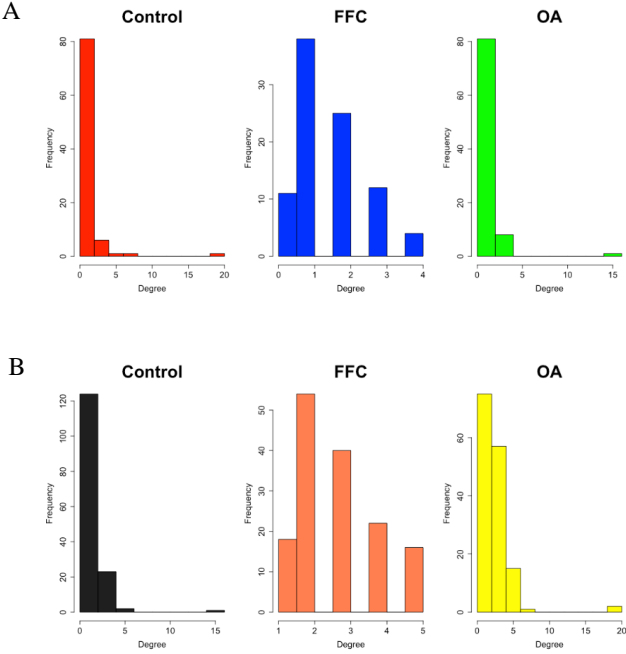 A
Control FFC OA
Frequency Frequency Frequency
0 20 40 60 80
0 10 20 30
0 20 40 60 80
0 5 10 15 20
0 1 2 3 4
0 5 10 15
Degree Degree Degree
B
Control FFC OA
Frequency Frequency Frequency
0 20 40 60 80 100 120
0 10 20 30 40 50
0 20 40 60
0 5 10 15
1 2 3 4 5
0 5 10 15 20
Degree Degree Degree